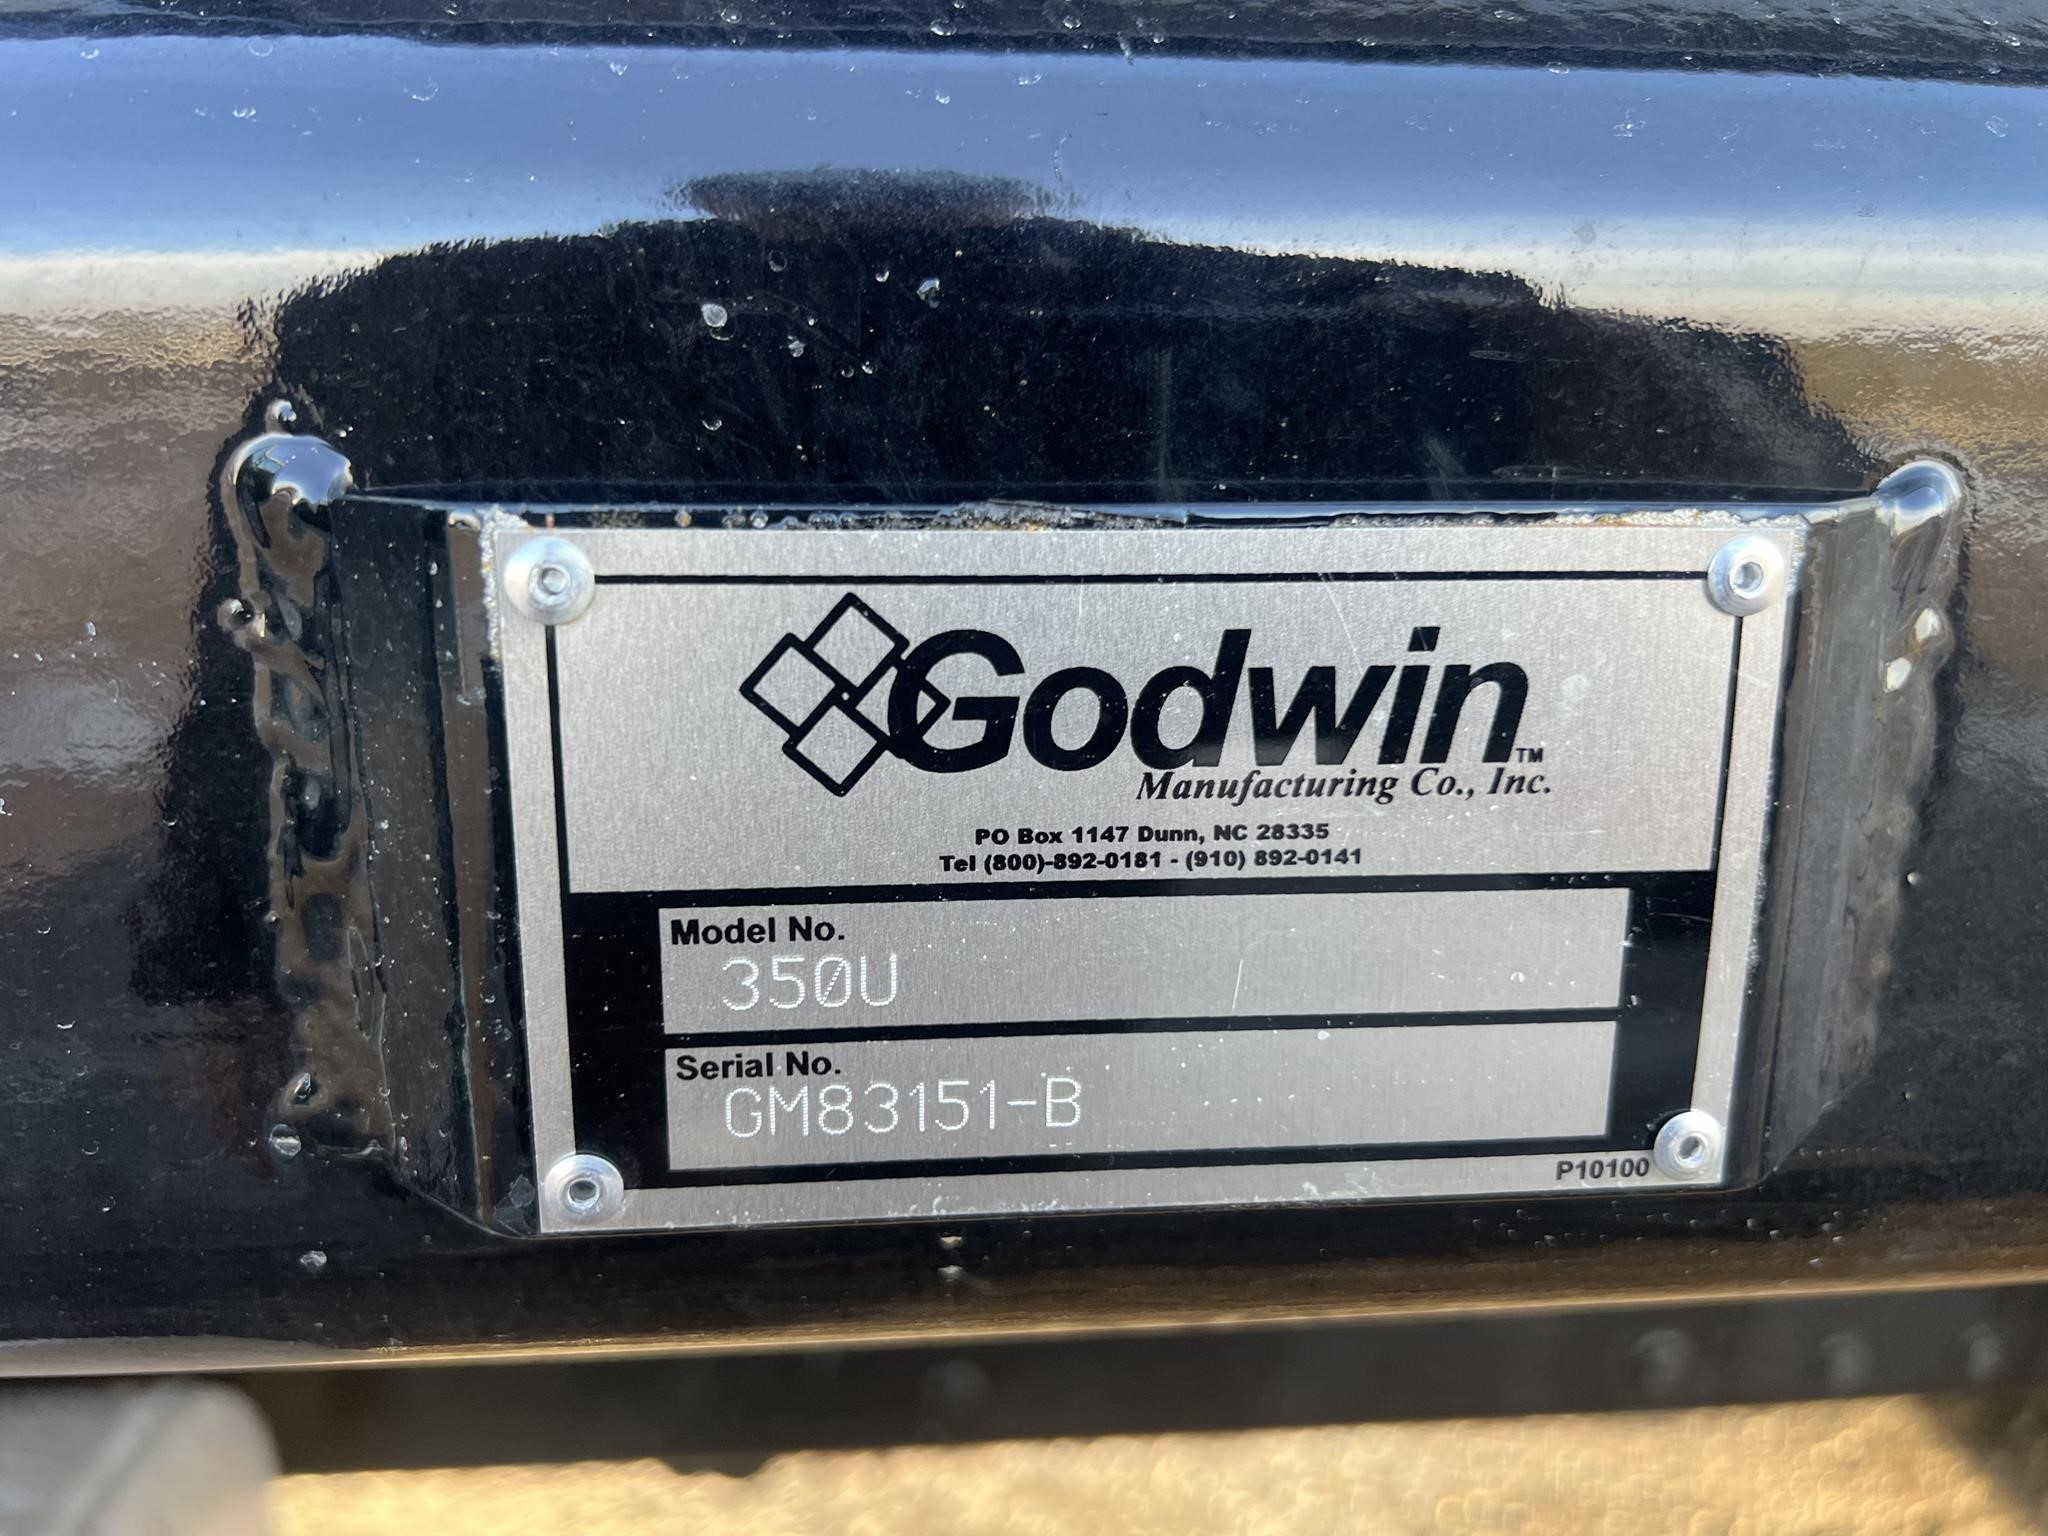 Godwin™
Manufacturing Co., Inc.
PO Box 1147 Dunn, NC 28335
Tel (800)-892-0181 - (910) 892-0141
Model No.
350U
Serial No.
GM83151-B
P10100